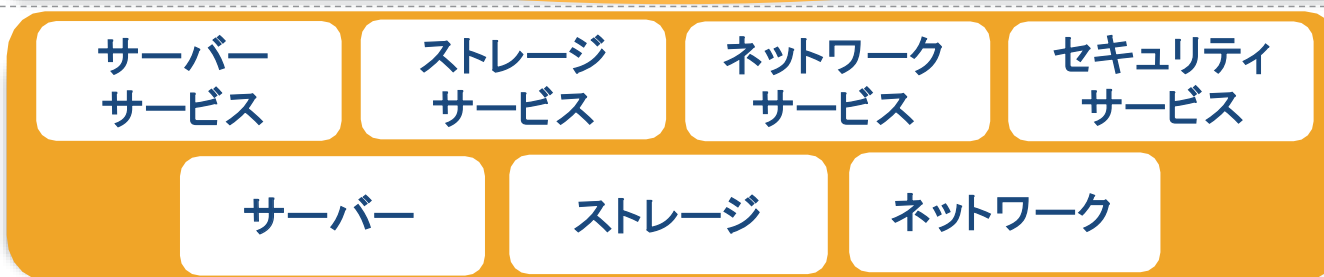 サーバー
サービス
ストレージ
サービス
ネットワーク
サービス
セキュリティ
サービス
サーバー
ストレージ
ネットワーク